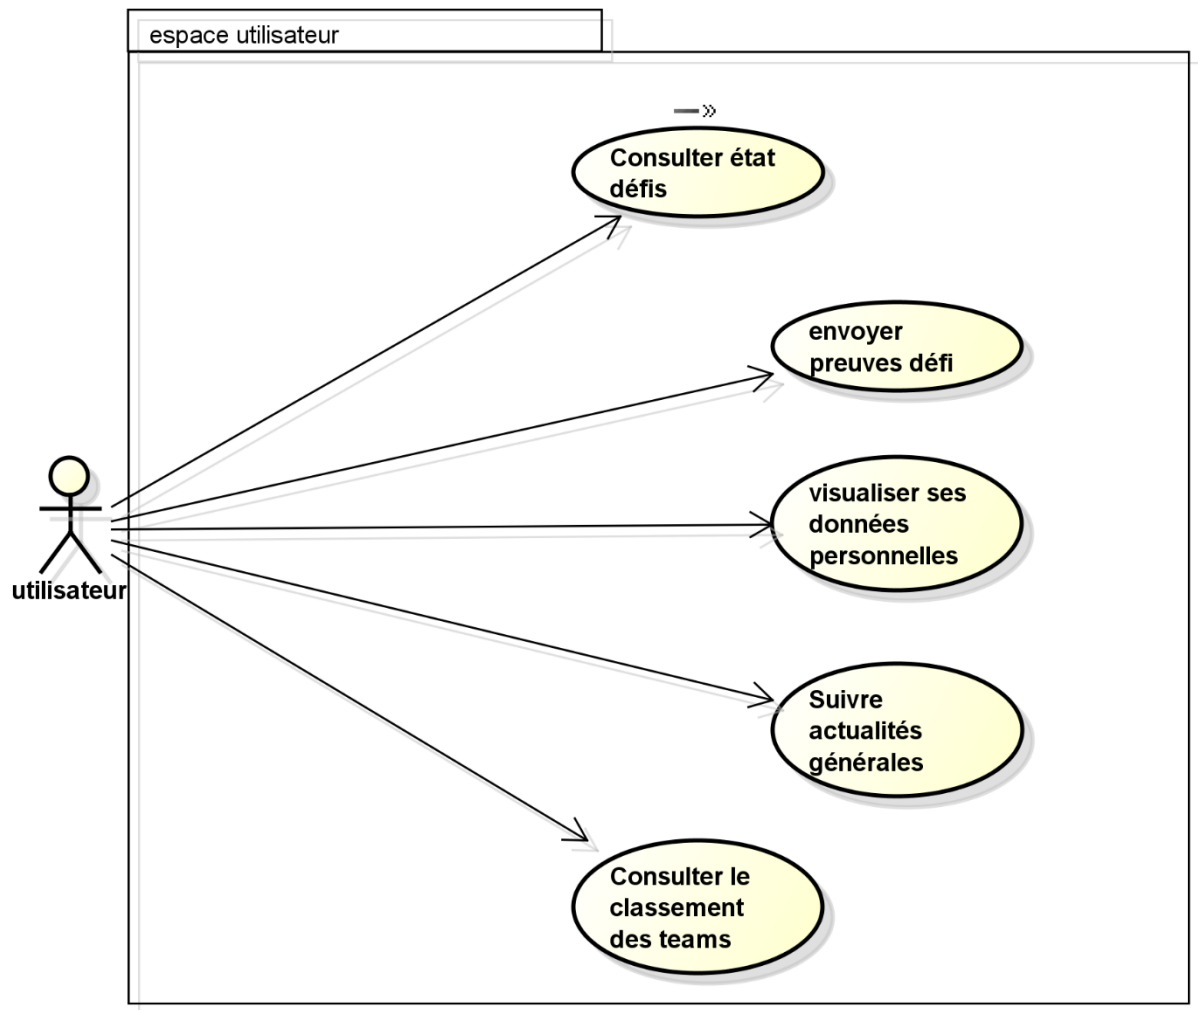 espace utilisateur
Consulter état
défis
envoyer
preuves défi
visualiser ses
données
personnelles
utilisateur
Suivre
actualités
générales
Consulter le
classement
des teams